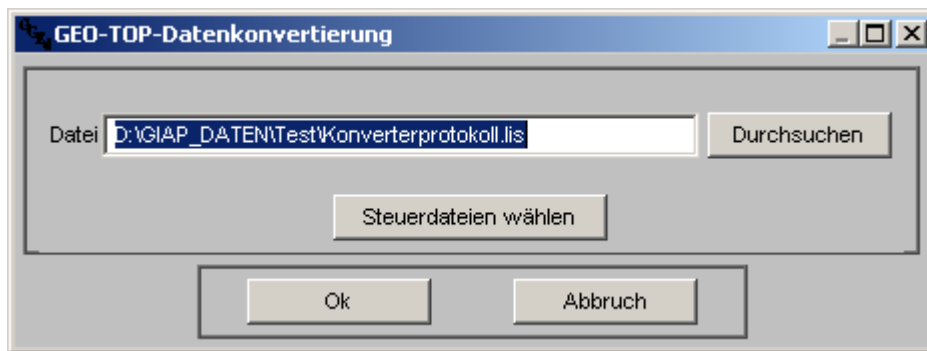 GEO-TOP-Datenkonvertierung
Datei D:\GIAP_DATEN\Test\Konverterprotokoll.lis Durchsuchen
Steuerdateien wählen
Ok Abbruch